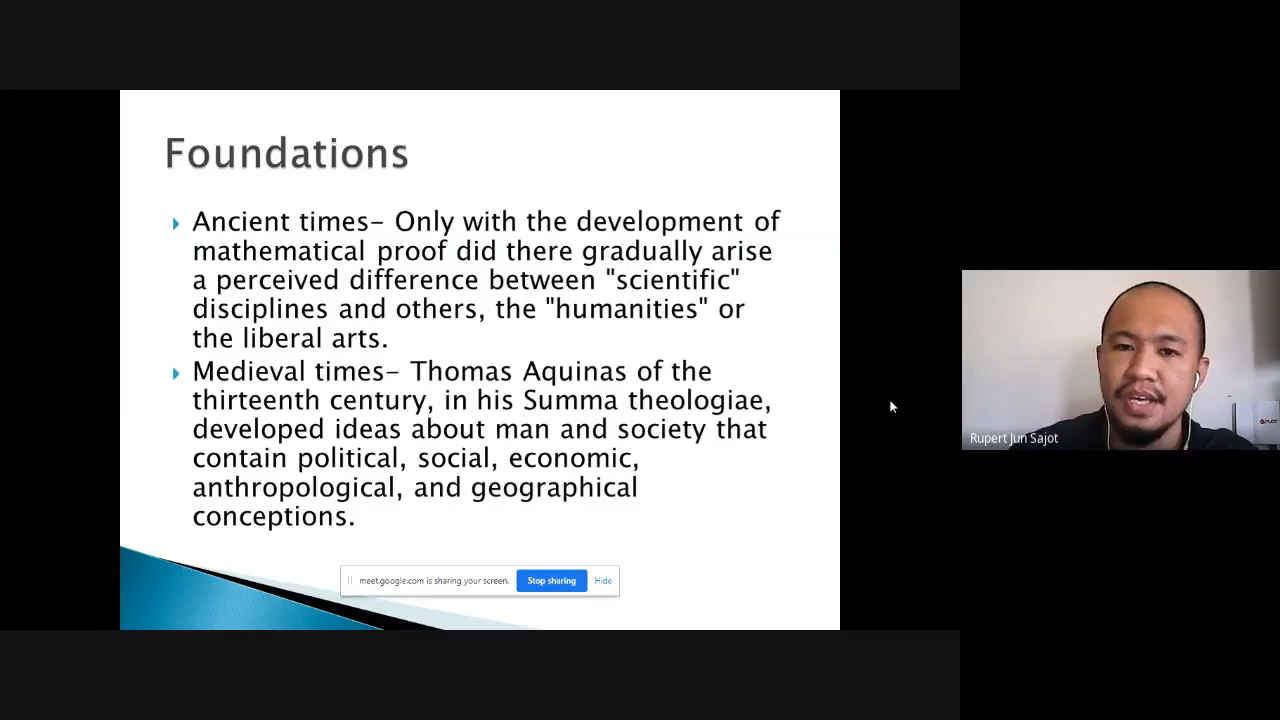 Foundations
Ancient times- Only with the development of
mathematical proof did there gradually arise
a perceived difference between "scientific"
disciplines and others, the "humanities" or
the liberal arts.
Medieval times- Thomas Aquinas of the
thirteenth century, in his Summa theologiae,
developed ideas about man and society that
contain political, social, economic,
anthropological, and geographical
conceptions.
meet.google.com is sharing your screen. Stop sharing Hide
Rupert Jun Sajot